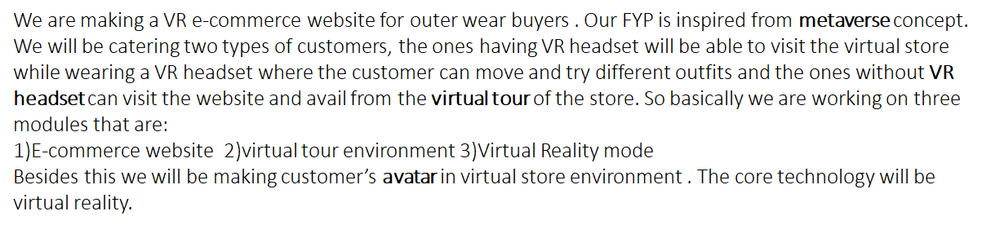 We are making a VR e-commerce website for outer wear buyers . Our FYP is inspired from metaverse concept.
We will be catering two types of customers, the ones having VR headset will be able to visit the virtual store
while wearing a VR headset where the customer can move and try different outfits and the ones without VR
headset can visit the website and avail from the virtual tour of the store. So basically we are working on three
modules that are:
1)E-commerce website  2)virtual tour environment 3)Virtual Reality mode
Besides this we will be making customer’s avatar in virtual store environment . The core technology will be
virtual reality.